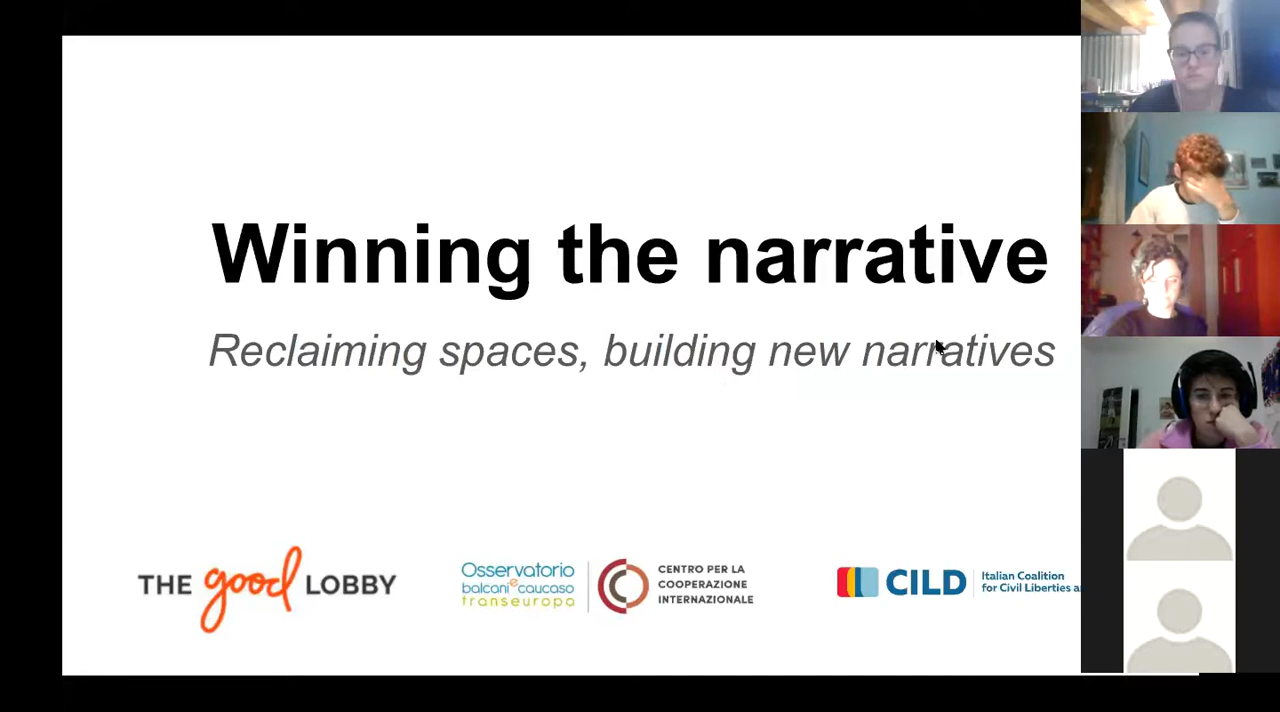 Winning the narrative
Reclaiming spaces, building new narratives
THE good LOBBY
Osservatorio
balcani e caucaso
transeuropa
CENTRO PER LA
COOPERAZIONE
INTERNAZIONALE
CILD
Italian Coalition
for Civil Liberties a